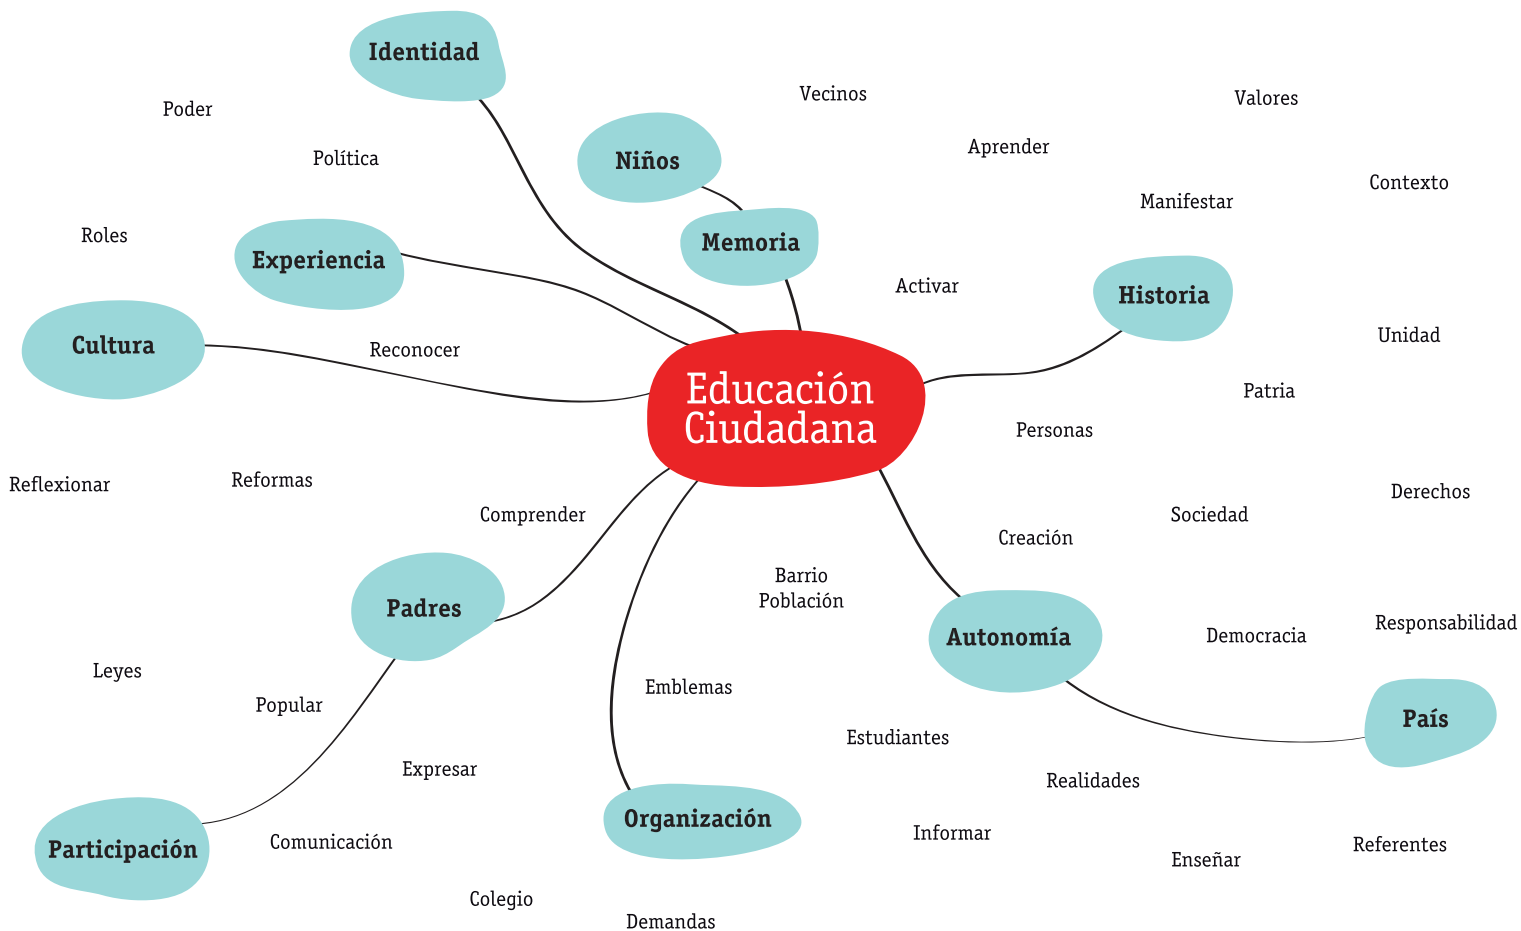 Identidad
Vecinos
Valores
Poder
Aprender
Política
Niños
Contexto
Manifestar
Roles
Memoria
Experiencia
Activar
Historia
Unidad
Cultura
Reconocer
Educación
Ciudadana
Patria
Personas
Reflexionar
Reformas
Derechos
Comprender
Sociedad
Creación
Barrio
Población
Padres
Autonomía
Democracia
Responsabilidad
Leyes
Emblemas
Popular
País
Estudiantes
Expresar
Realidades
Organización
Informar
Participación
Comunicación
Referentes
Enseñar
Colegio
Demandas